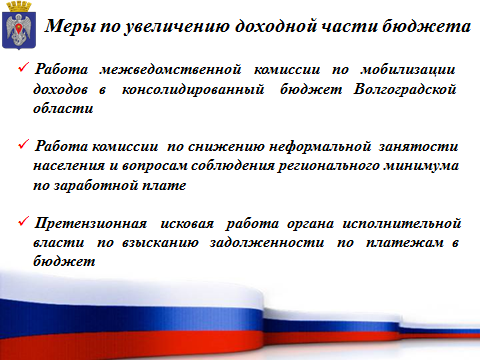 Меры по увеличению доходной части бюджета
Работа межведомственной комиссии по мобилизации
доходов в консолидированный бюджет Волгоградской
области
Работа комиссии по снижению неформальной занятости
населения и вопросам соблюдения регионального минимума
по заработной плате
Претензионная исковая работа органа исполнительной
власти по взысканию задолженности по платежам в
бюджет